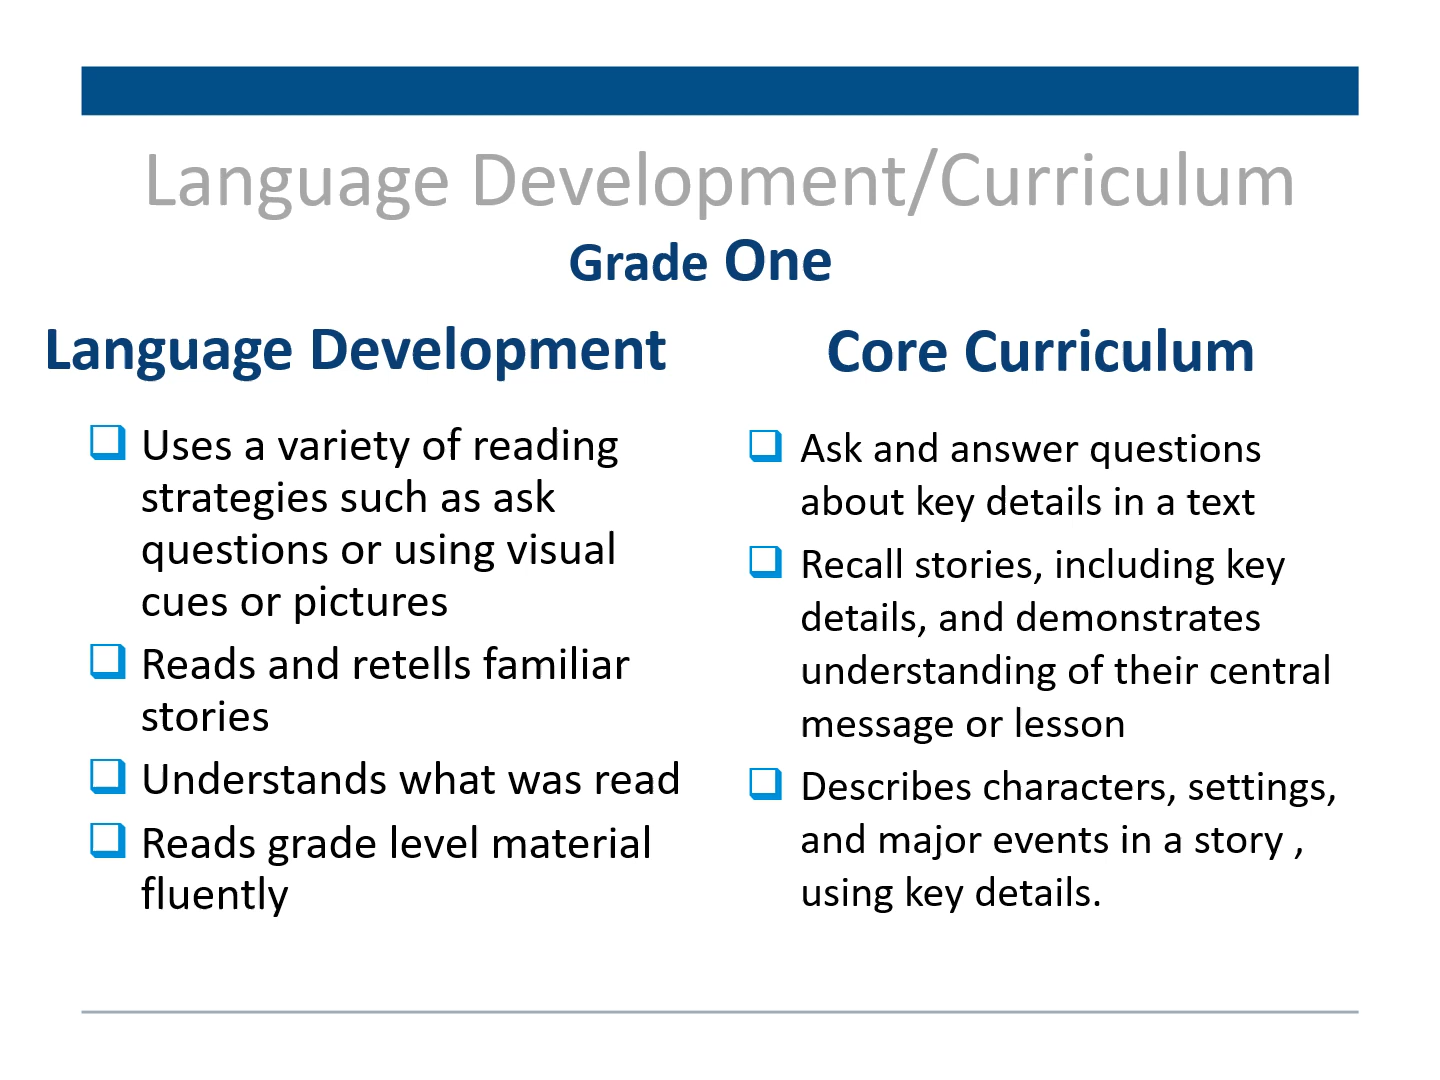 Language Development/Curriculum
Grade One
Language Development
Uses a variety of reading
strategies such as ask
questions or using visual
cues or pictures
Reads and retells familiar
stories
Understands what was read
Reads grade level material
fluently
Core Curriculum
Ask and answer questions
about key details in a text
Recall stories, including key
details, and demonstrates
understanding of their central
message or lesson
Describes characters, settings,
and major events in a story ,
using key details.